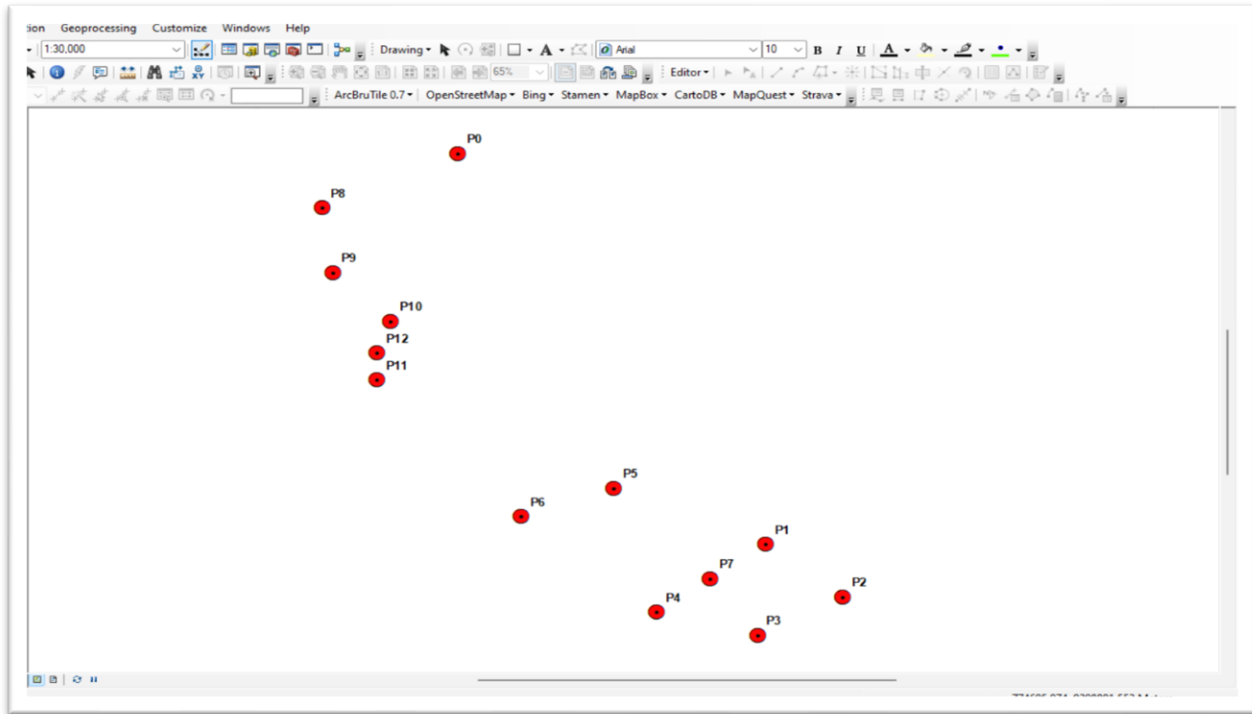 ion Geoprocessing Customize Windows Help
1:30,000 Drawing A Arial 10 B I U A
65% Editor
ArcBruTile 0.7 OpenStreetMap Bing Stamen MapBox CartoDB MapQuest Strava
P0
P8
P9
P10
P12
P11
P5
P6
P1
P7
P2
P4
P3